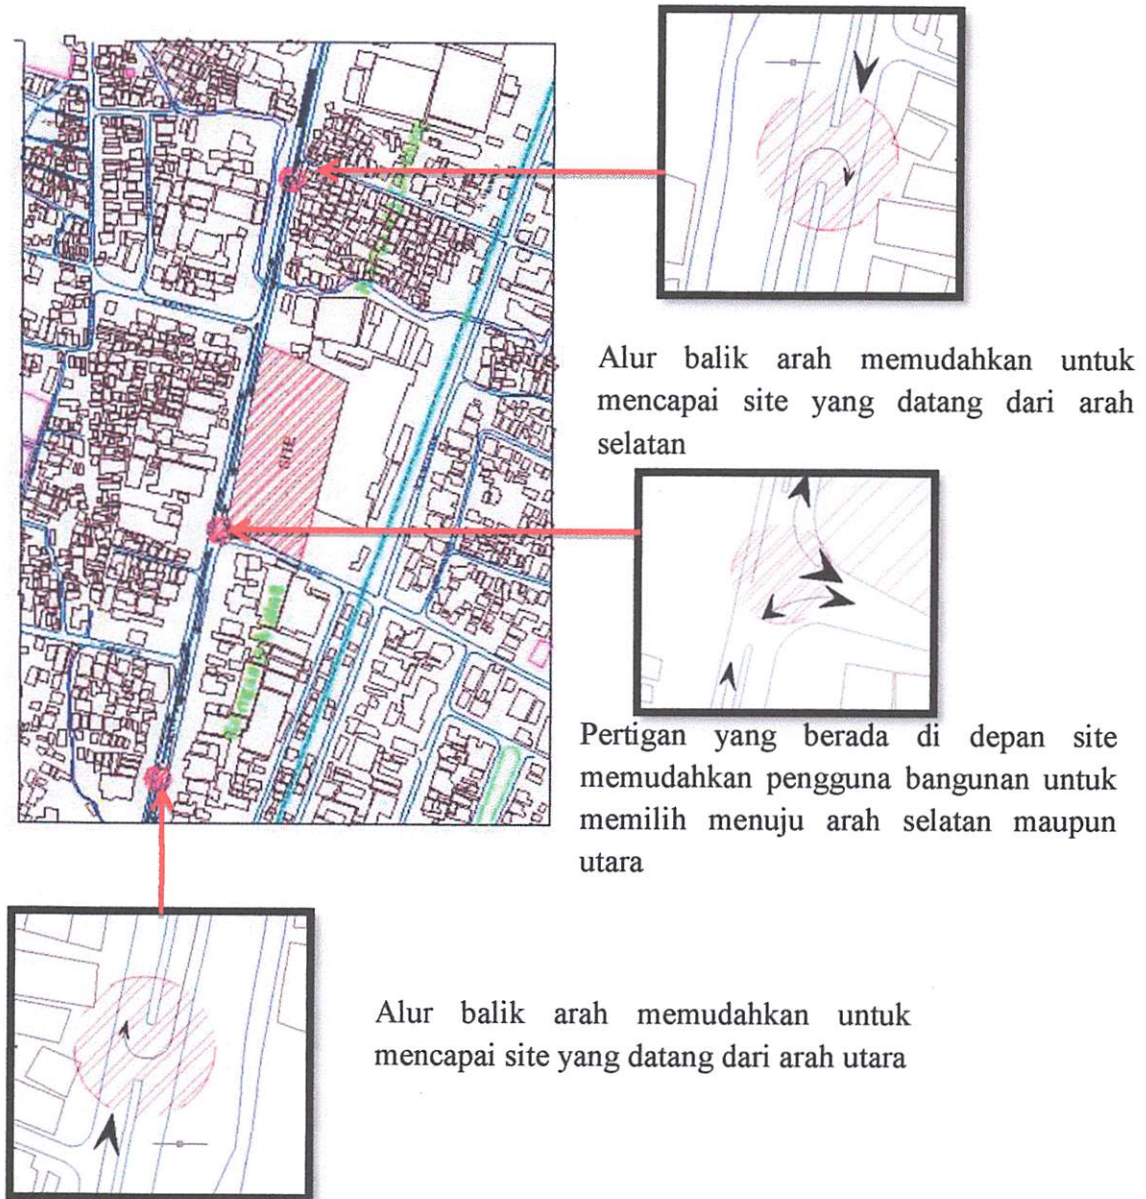 SITE
Alur balik arah memudahkan untuk
mencapai site yang datang dari arah
selatan
Pertigan yang berada di depan site
memudahkan pengguna bangunan untuk
memilih menuju arah selatan maupun
utara
Alur balik arah memudahkan untuk
mencapai site yang datang dari arah utara